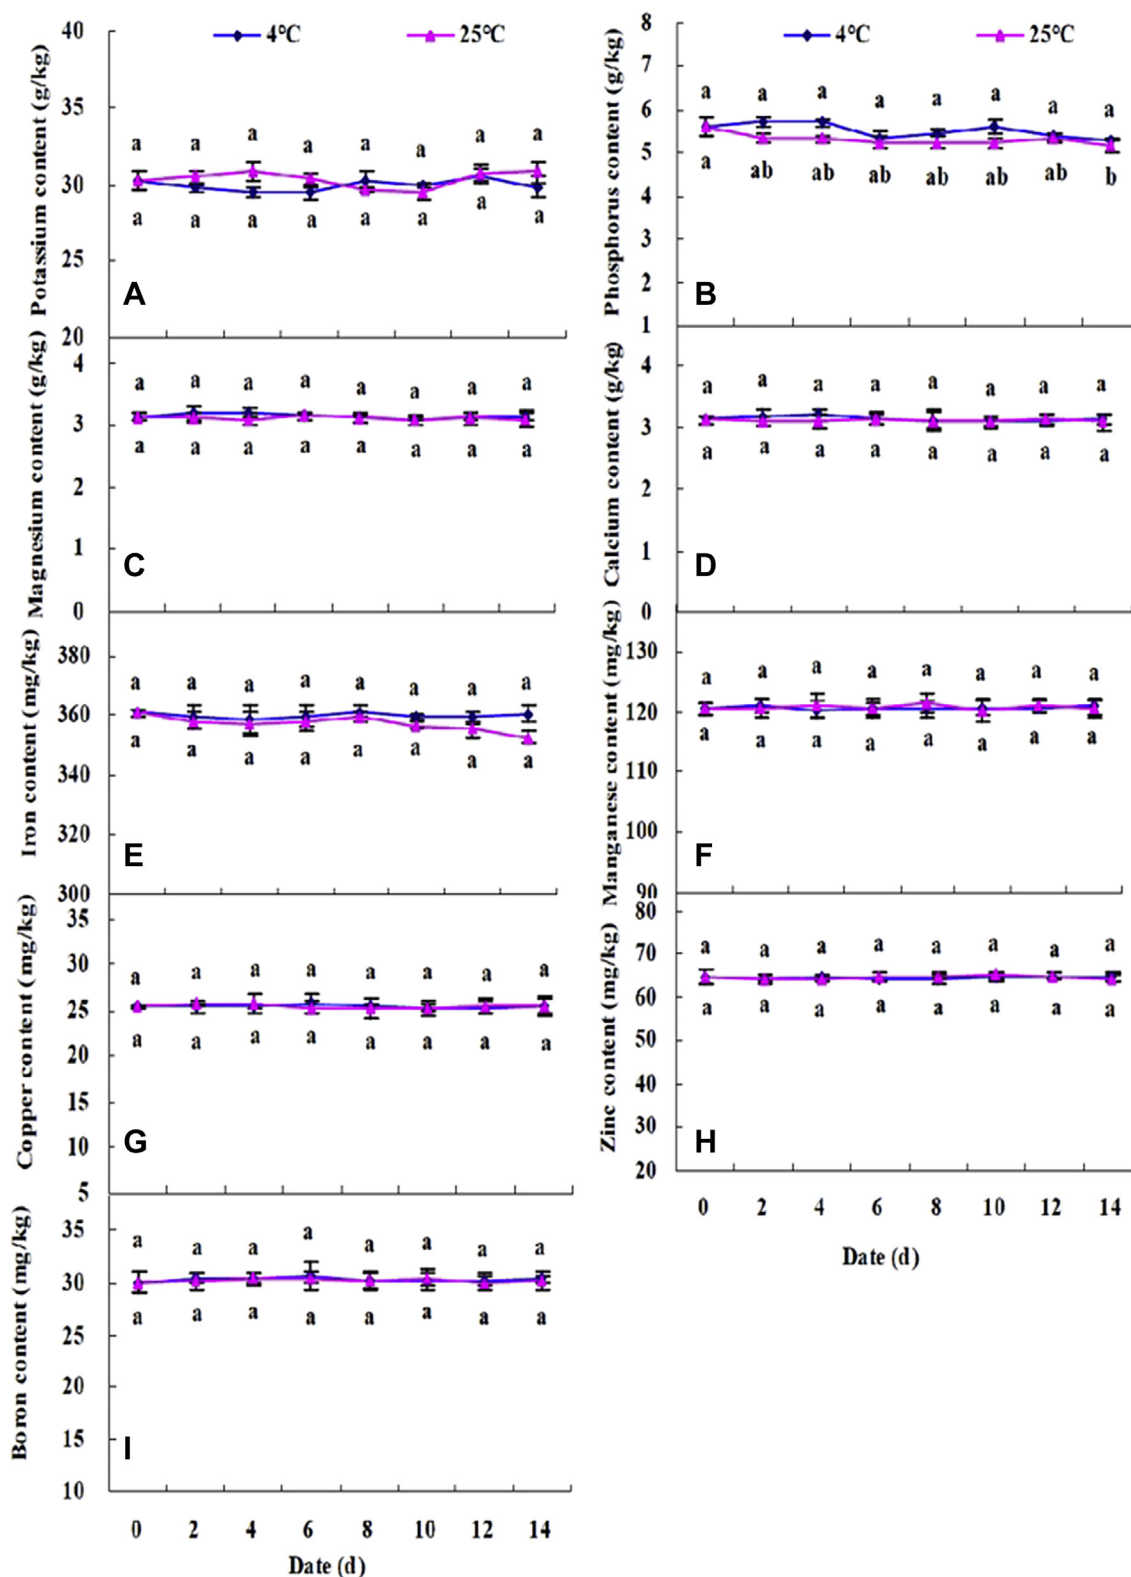 4°C 25°C
Potassium content (g/kg)
40
35
30
25
20
a a a a a a a a
a a a a a a a a
A
4°C 25°C
Phosphorus content (g/kg)
8
7
6
5
4
3
2
1
a a a a a a a a
a ab ab ab ab ab ab b
B
Magnesium content (g/kg)
4
3
2
1
0
a a a a a a a a
a a a a a a a a
C
Calcium content (g/kg)
4
3
2
1
0
a a a a a a a a
a a a a a a a a
D
Iron content (mg/kg)
380
360
340
320
300
a a a a a a a a
a a a a a a a a
E
Manganese content (mg/kg)
130
120
110
100
90
a a a a a a a a
a a a a a a a a
F
Copper content (mg/kg)
35
30
25
20
15
10
5
a a a a a a a a
a a a a a a a a
G
Zinc content (mg/kg)
80
70
60
50
40
30
20
a a a a a a a a
a a a a a a a a
H
0 2 4 6 8 10 12 14
Date (d)
Boron content (mg/kg)
35
30
25
20
15
10
a a a a a a a a
a a a a a a a a
I
0 2 4 6 8 10 12 14
Date (d)